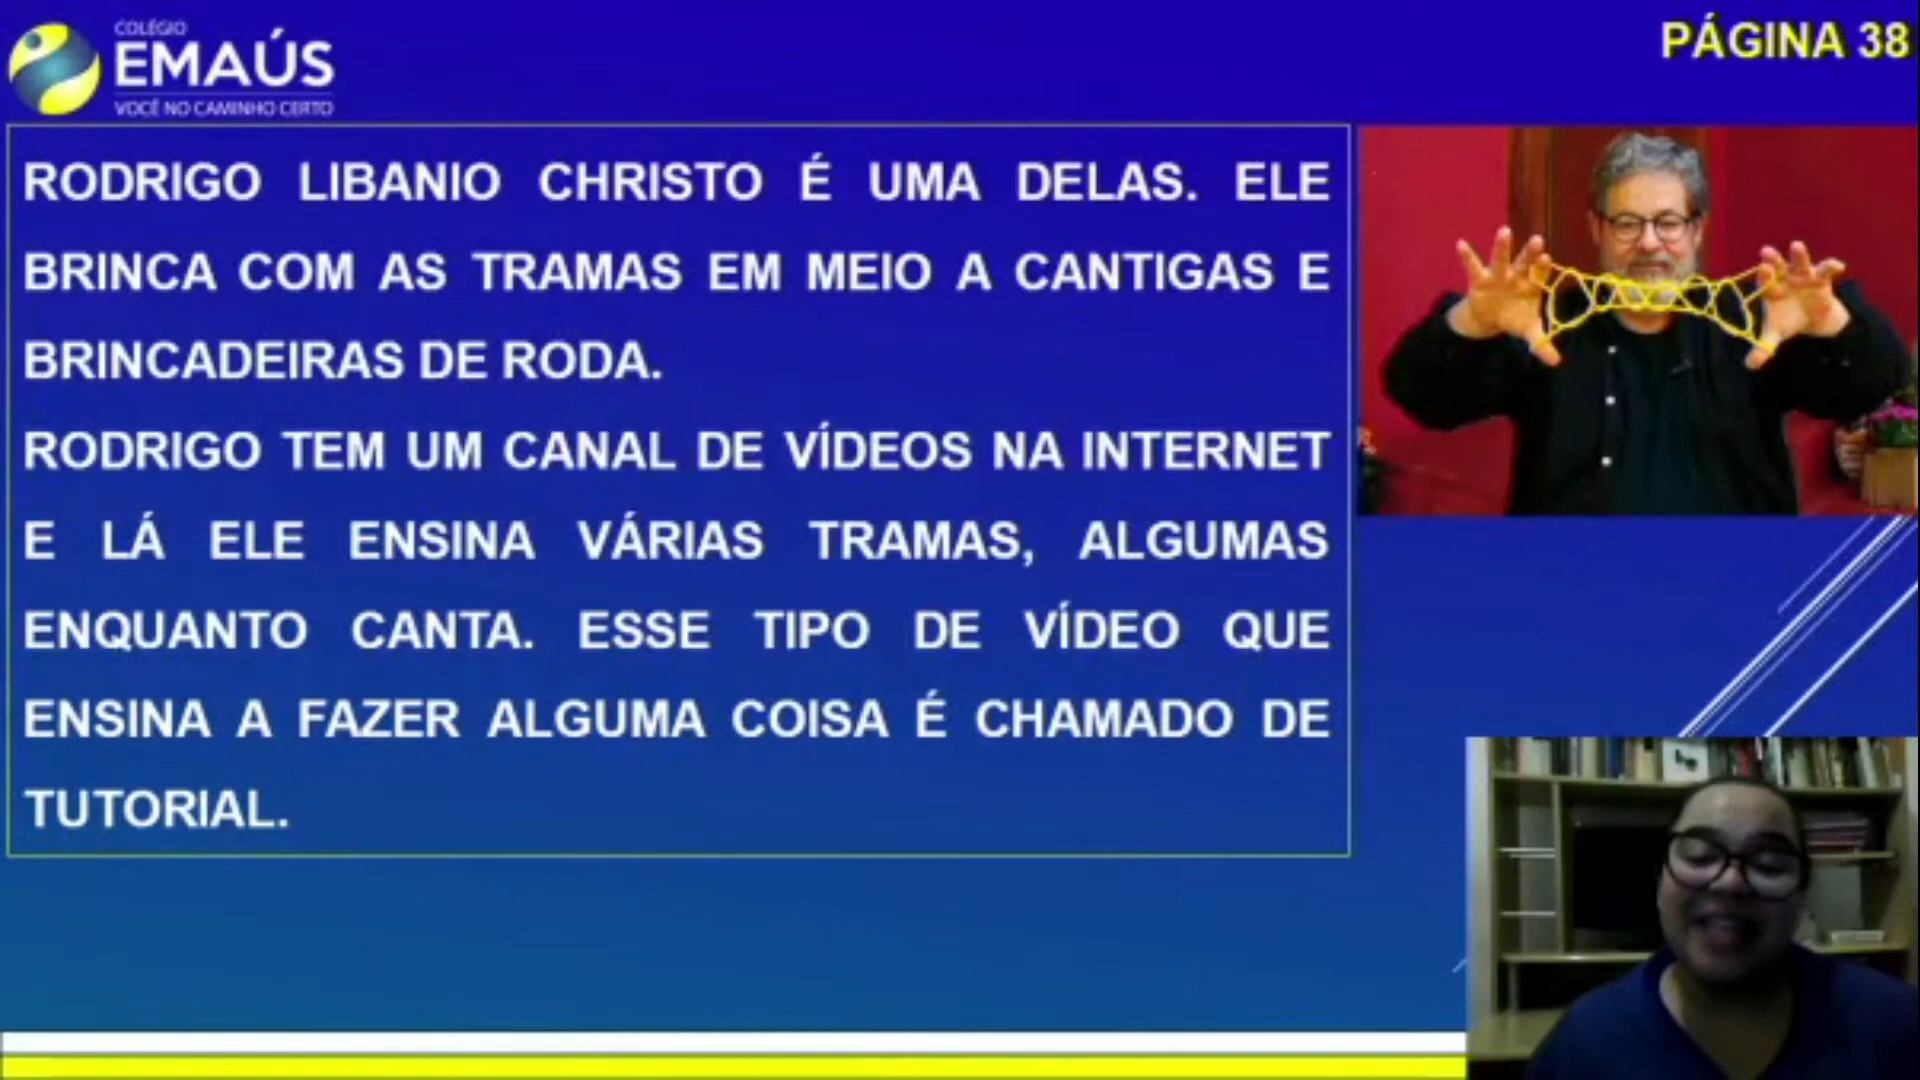 COLÉGIO
EMAÚS
VOCÊ NO CAMINHO CERTO
PÁGINA 38
RODRIGO LIBANIO CHRISTO É UMA DELAS. ELE
BRINCA COM AS TRAMAS EM MEIO A CANTIGAS E
BRINCADEIRAS DE RODA.
RODRIGO TEM UM CANAL DE VÍDEOS NA INTERNET
E LÁ ELE ENSINA VÁRIAS TRAMAS, ALGUMAS
ENQUANTO CANTA. ESSE TIPO DE VÍDEO QUE
ENSINA A FAZER ALGUMA COISA É CHAMADO DE
TUTORIAL.